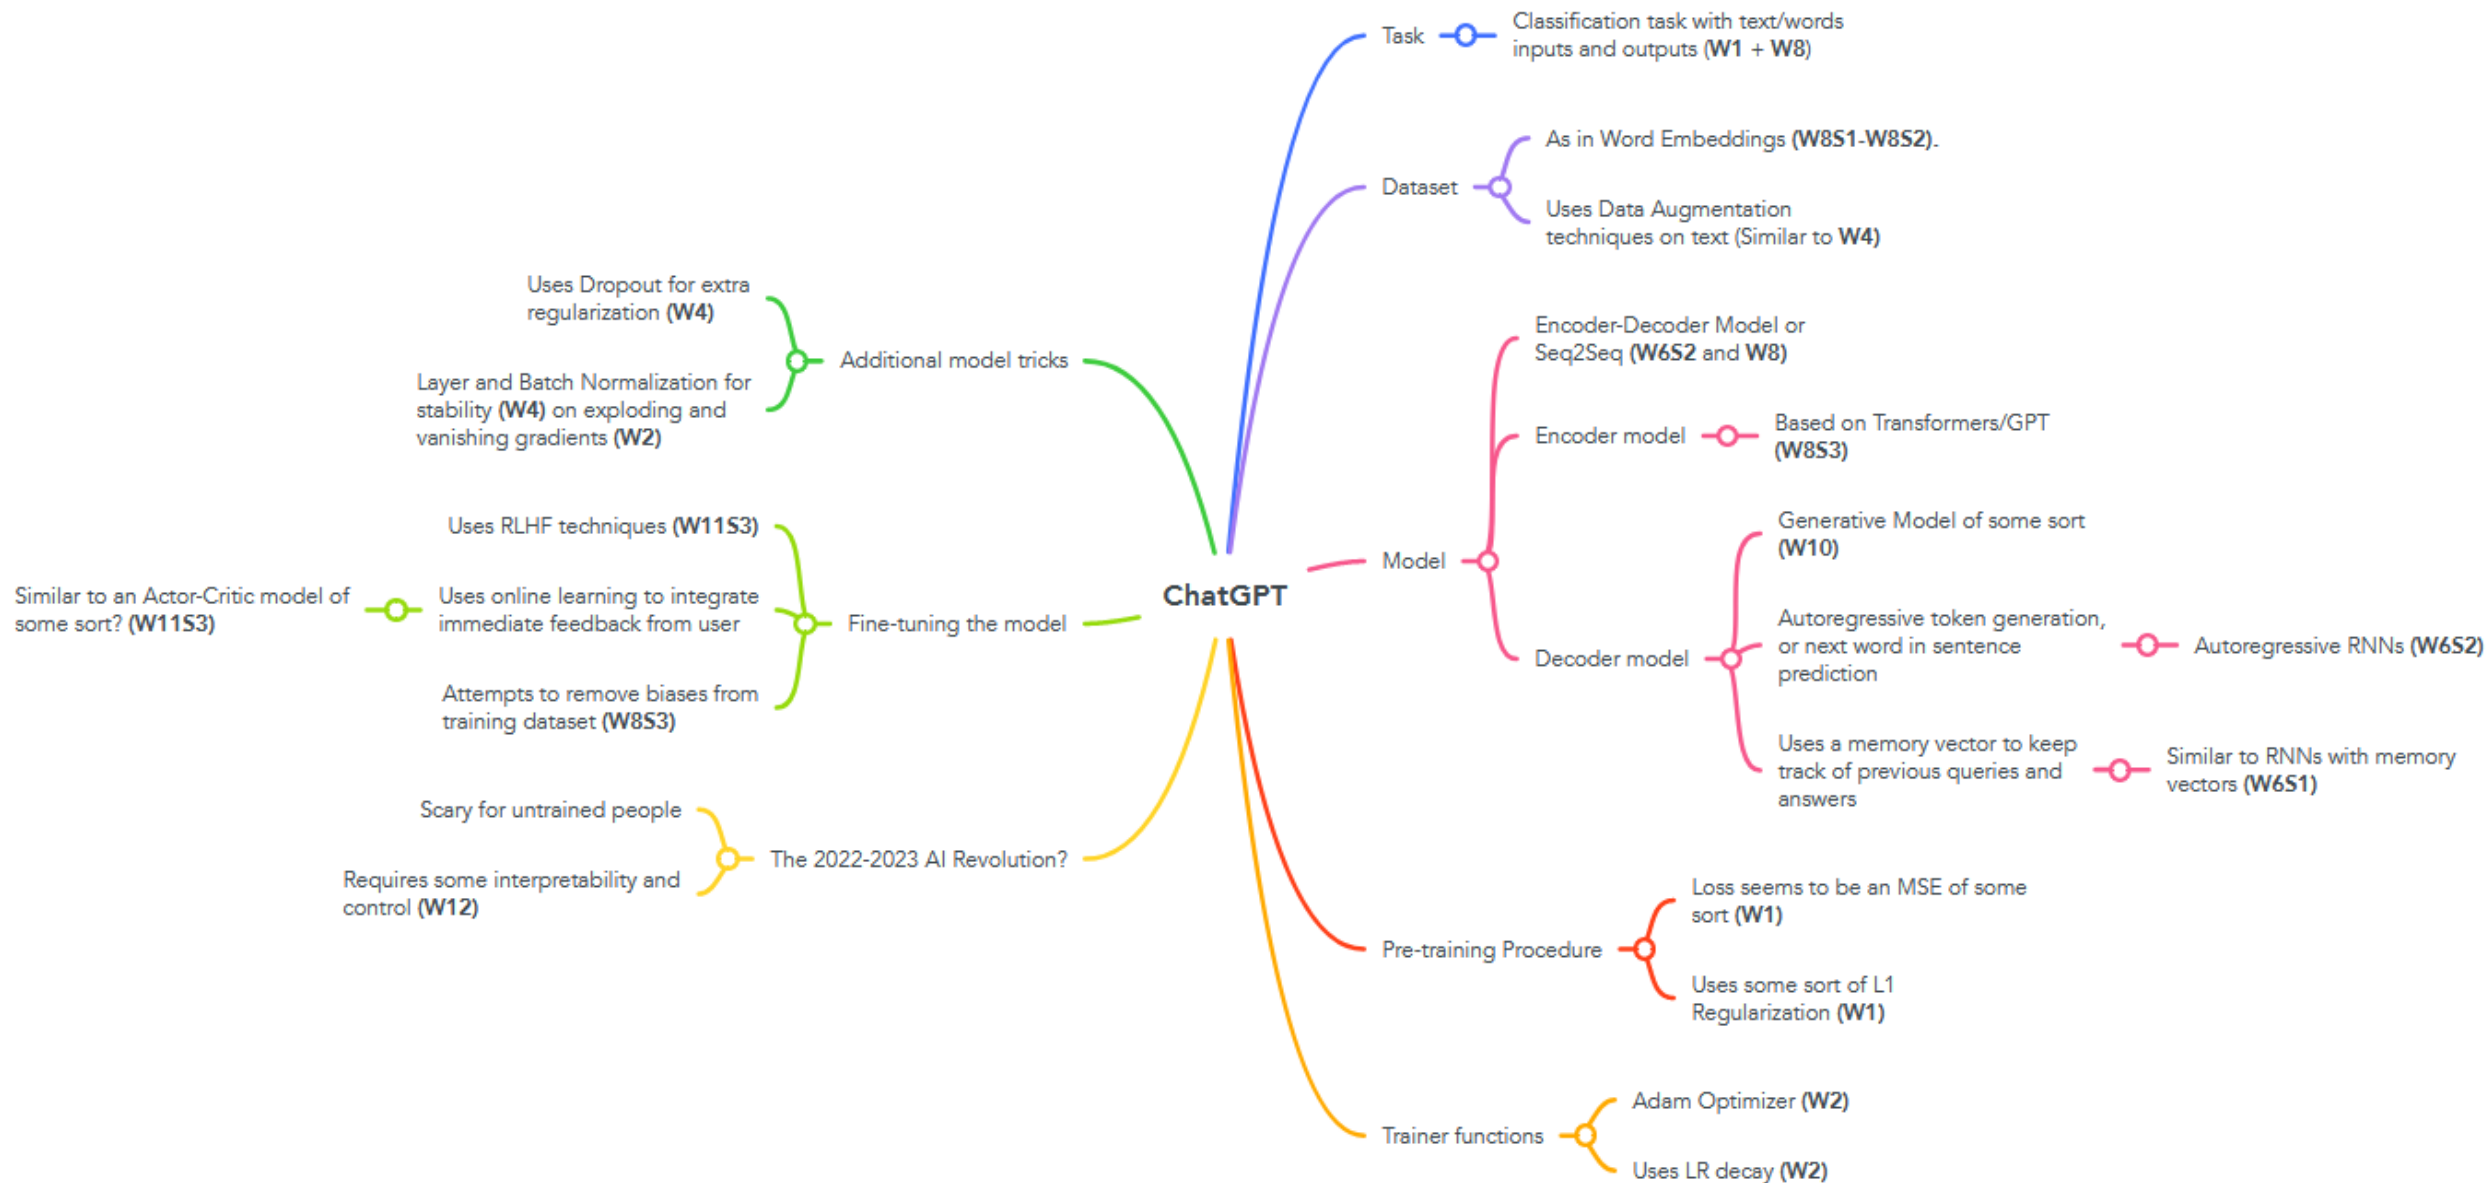 Task
Classification task with text/words
inputs and outputs (W1 + W8)
Dataset
As in Word Embeddings (W8S1-W8S2).
Uses Data Augmentation
techniques on text (Similar to W4)
Model
Encoder-Decoder Model or
Seq2Seq (W6S2 and W8)
Encoder model
Based on Transformers/GPT
(W8S3)
Decoder model
Generative Model of some sort
(W10)
Autoregressive token generation,
or next word in sentence
prediction
Autoregressive RNNs (W6S2)
Uses a memory vector to keep
track of previous queries and
answers
Similar to RNNs with memory
vectors (W6S1)
Pre-training Procedure
Loss seems to be an MSE of some
sort (W1)
Uses some sort of L1
Regularization (W1)
Trainer functions
Adam Optimizer (W2)
Uses LR decay (W2)
ChatGPT
Additional model tricks
Uses Dropout for extra
regularization (W4)
Layer and Batch Normalization for
stability (W4) on exploding and
vanishing gradients (W2)
Fine-tuning the model
Uses RLHF techniques (W11S3)
Uses online learning to integrate
immediate feedback from user
Similar to an Actor-Critic model of
some sort? (W11S3)
Attempts to remove biases from
training dataset (W8S3)
The 2022-2023 AI Revolution?
Scary for untrained people
Requires some interpretability and
control (W12)